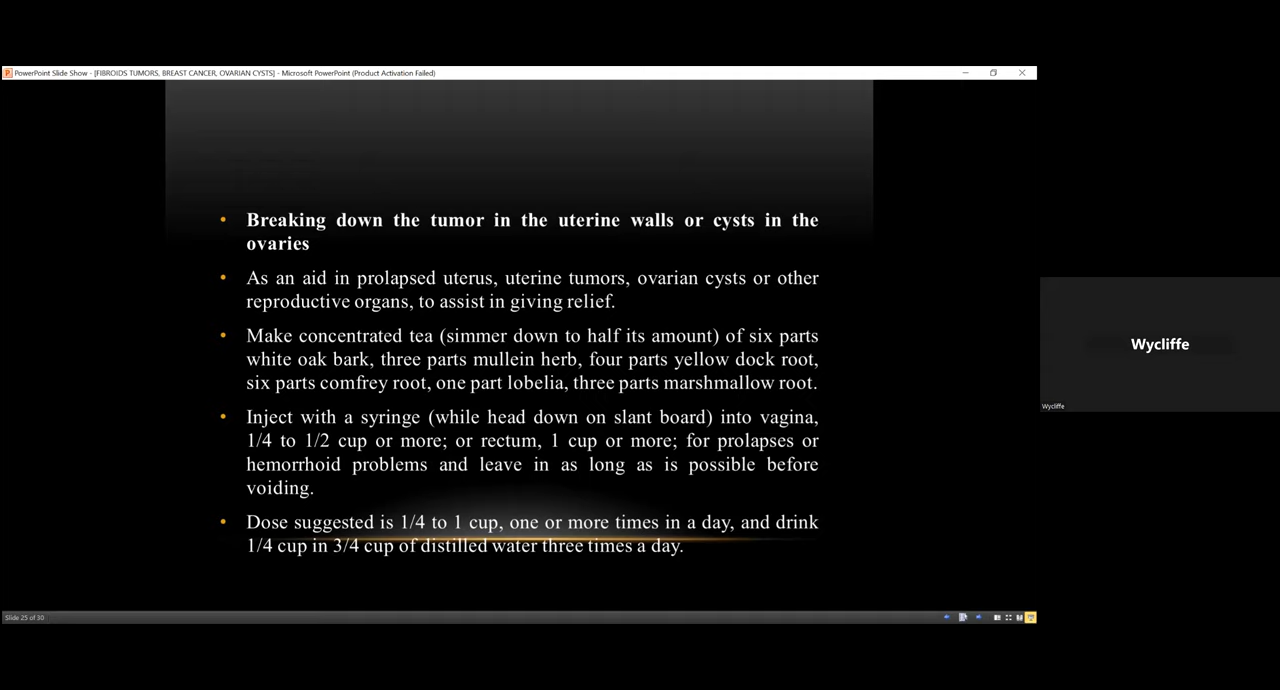 PowerPoint Slide Show - [FIBROIDS TUMORS, BREAST CANCER, OVARIAN CYSTS] - Microsoft PowerPoint (Product Activation Failed)
• Breaking down the tumor in the uterine walls or cysts in the
ovaries
• As an aid in prolapsed uterus, uterine tumors, ovarian cysts or other
reproductive organs, to assist in giving relief.
• Make concentrated tea (simmer down to half its amount) of six parts
white oak bark, three parts mullein herb, four parts yellow dock root,
six parts comfrey root, one part lobelia, three parts marshmallow root.
• Inject with a syringe (while head down on slant board) into vagina,
1/4 to 1/2 cup or more; or rectum, 1 cup or more; for prolapses or
hemorrhoid problems and leave in as long as is possible before
voiding.
• Dose suggested is 1/4 to 1 cup, one or more times in a day, and drink
1/4 cup in 3/4 cup of distilled water three times a day.
Slide 25 of 30
Wycliffe
Wycliffe